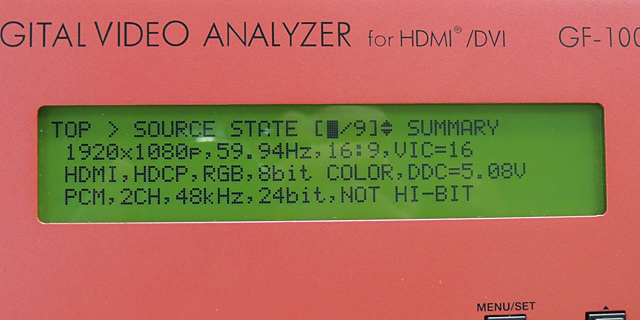 GITAL VIDEO ANALYZER for HDMI®/DVI GF-100
TOP > SOURCE STATE [█/9]♦ SUMMARY
1920x1080p,59.94Hz,16:9,VIC=16
HDMI,HDCP,RGB,8bit COLOR,DDC=5.08V
PCM,2CH,48kHz,24bit,NOT HI-BIT
MENU/SET ▲